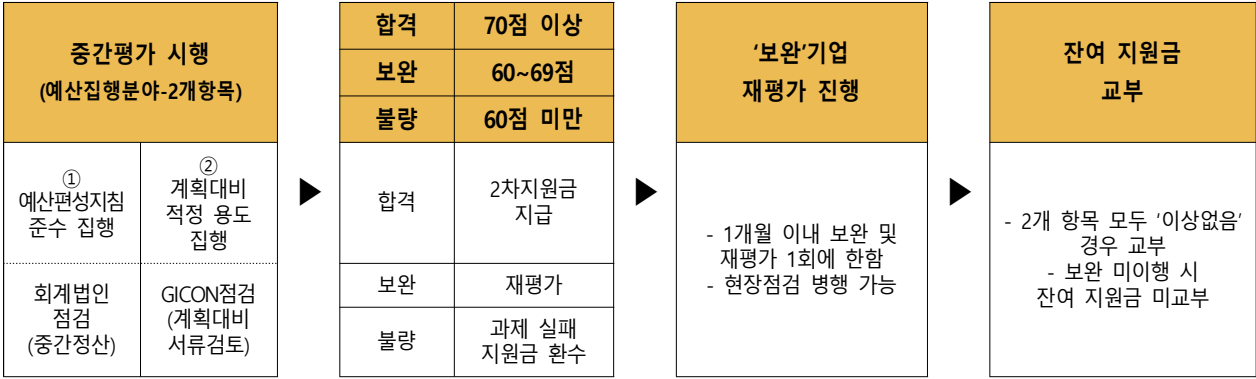 중간평가 시행
(예산집행분야-2개항목)
①
예산편성지침
준수 집행
②
계획대비
적정 용도
집행
회계법인
점검
(중간정산)
GICON점검
(계획대비
서류검토)
▶
합격 70점 이상
보완 60~69점
불량 60점 미만
합격 2차지원금
지급
보완 재평가
불량 과제 실패
지원금 환수
▶
‘보완’기업
재평가 진행
- 1개월 이내 보완 및
재평가 1회에 한함
- 현장점검 병행 가능
▶
잔여 지원금
교부
- 2개 항목 모두 ‘이상없음’
경우 교부
- 보완 미이행 시
잔여 지원금 미교부